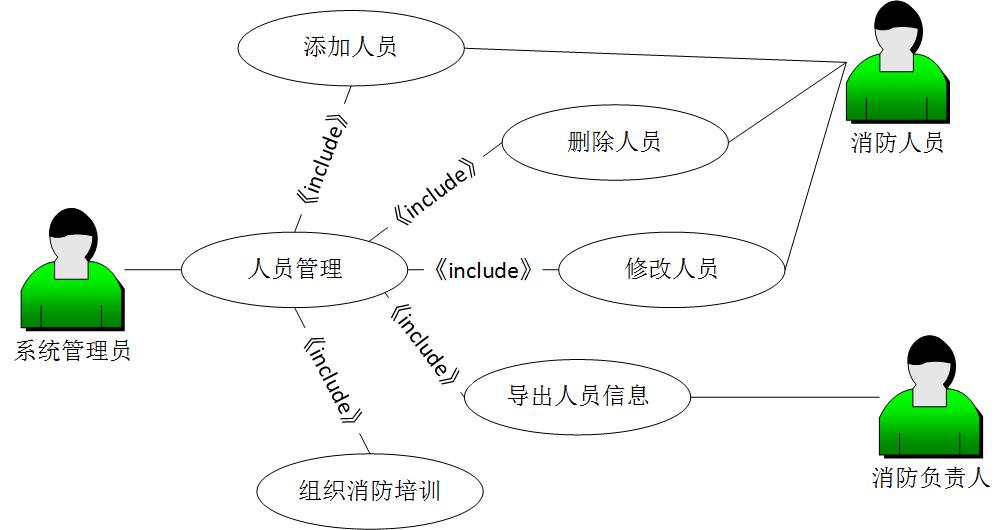 添加人员
《include》
删除人员
消防人员
《include》
人员管理
《include》
修改人员
系统管理员
《include》
《include》
导出人员信息
消防负责人
组织消防培训